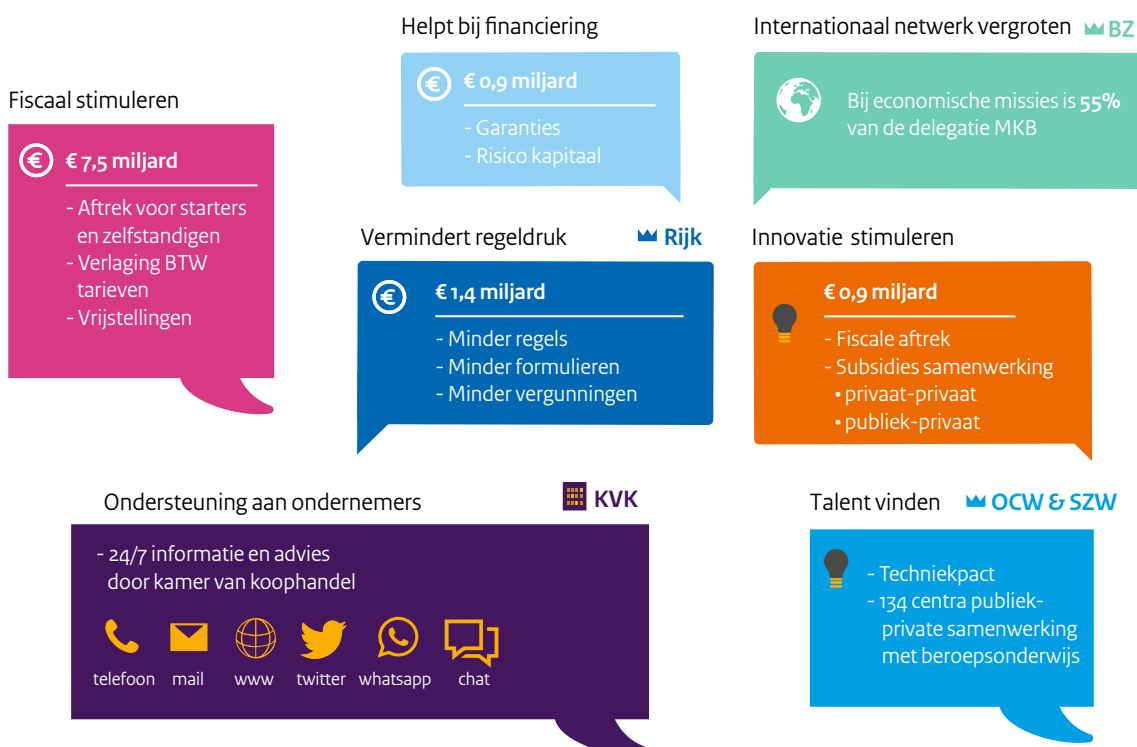 Helpt bij financiering
€ 0,9 miljard
- Garanties
- Risico kapitaal
Internationaal netwerk vergroten BZ
Bij economische missies is 55%
van de delegatie MKB
Fiscaal stimuleren
€ 7,5 miljard
- Aftrek voor starters
en zelfstandigen
- Verlaging BTW
tarieven
- Vrijstellingen
Vermindert regeldruk Rijk
€ 1,4 miljard
- Minder regels
- Minder formulieren
- Minder vergunningen
Innovatie stimuleren
€ 0,9 miljard
- Fiscale aftrek
- Subsidies samenwerking
• privaat-privaat
• publiek-privaat
Ondersteuning aan ondernemers KVK
- 24/7 informatie en advies
door kamer van koophandel
telefoon mail www twitter whatsapp chat
Talent vinden OCW & SZW
- Techniekpact
- 134 centra publiek-
private samenwerking
met beroepsonderwijs